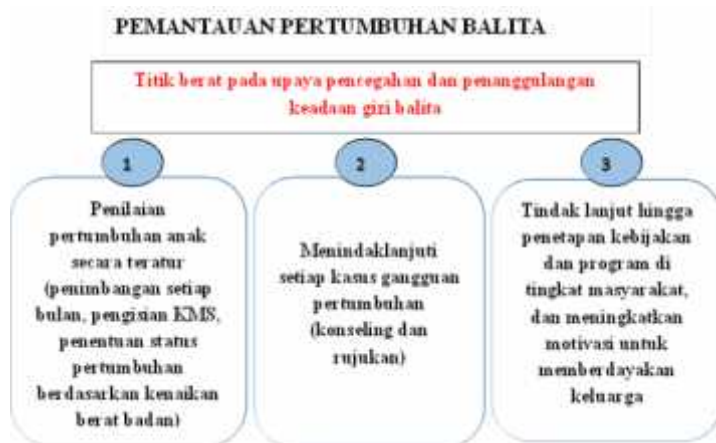 PEMANTAUAN PERTUMBUHAN BALITA
Titik berat pada upaya pencegahan dan penanggulangan
keadaan gizi balita
1
Penilaian
pertumbuhan anak
secara teratur
(penimbangan setiap
bulan, pengisian KMS,
penentuan status
pertumbuhan
berdasarkan kenaikan
berat badan)
2
Menindaklanjuti
setiap kasus gangguan
pertumbuhan
(konseling dan
rujukan)
3
Tindak lanjut hingga
penetapan kebijakan
dan program di
tingkat masyarakat,
dan meningkatkan
motivasi untuk
memberdayakan
keluarga